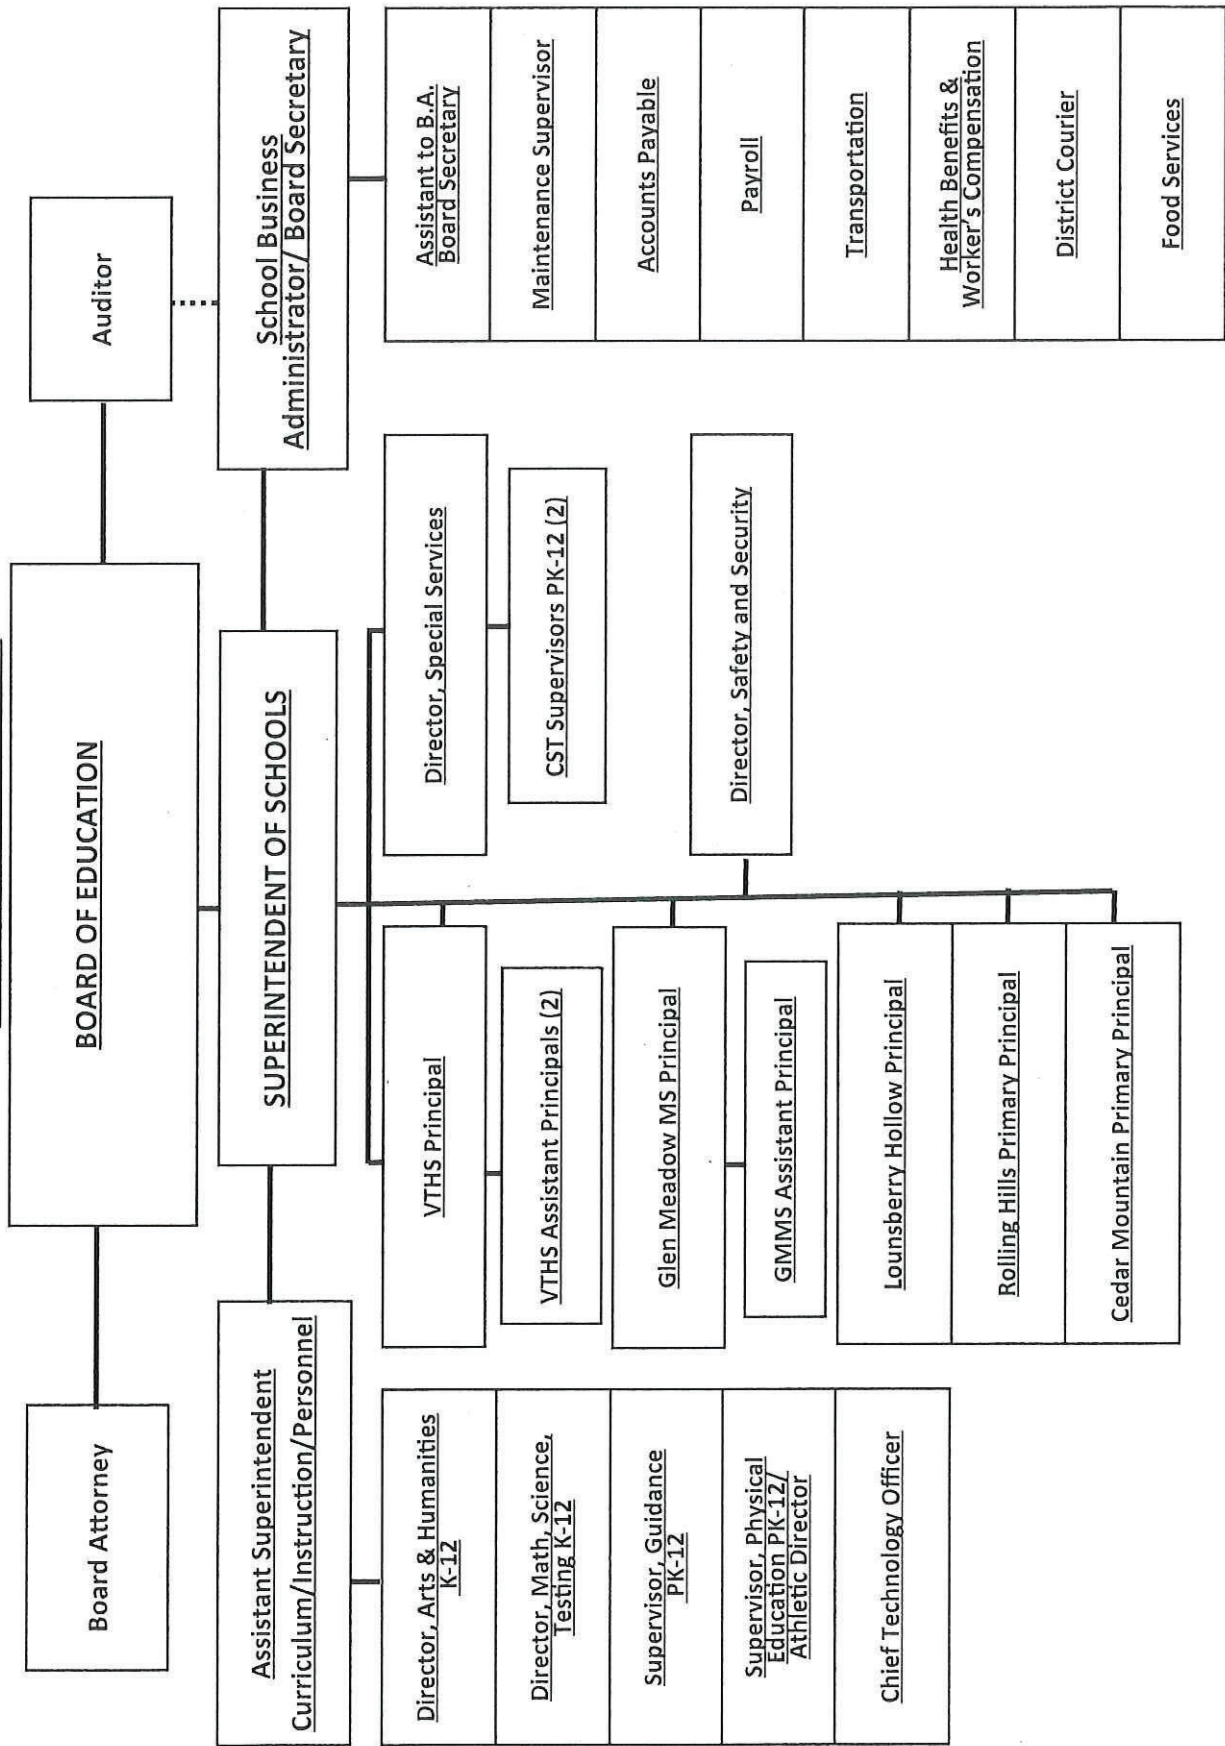 BOARD OF EDUCATION
Board Attorney
Auditor
SUPERINTENDENT OF SCHOOLS
Assistant Superintendent
Curriculum/Instruction/Personnel
School Business
Administrator/ Board Secretary
Director, Arts & Humanities
K-12
Director, Math, Science,
Testing K-12
Supervisor, Guidance
PK-12
Supervisor, Physical
Education PK-12/
Athletic Director
Chief Technology Officer
VTHS Principal
VTHS Assistant Principals (2)
Glen Meadow MS Principal
GMMS Assistant Principal
Lounsberry Hollow Principal
Rolling Hills Primary Principal
Cedar Mountain Primary Principal
Director, Special Services
CST Supervisors PK-12 (2)
Director, Safety and Security
Assistant to B.A.
Board Secretary
Maintenance Supervisor
Accounts Payable
Payroll
Transportation
Health Benefits &
Worker's Compensation
District Courier
Food Services